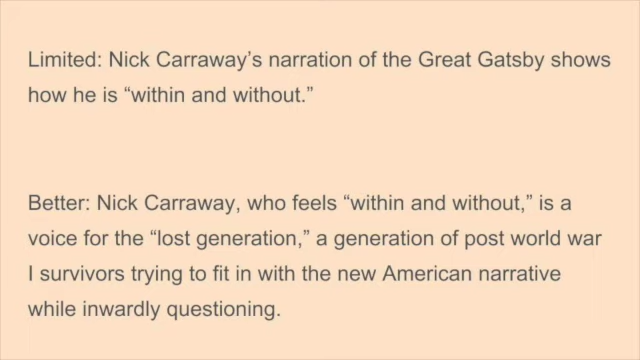 Limited: Nick Carraway’s narration of the Great Gatsby shows
how he is “within and without.”
Better: Nick Carraway, who feels “within and without,” is a
voice for the “lost generation,” a generation of post world war
I survivors trying to fit in with the new American narrative
while inwardly questioning.